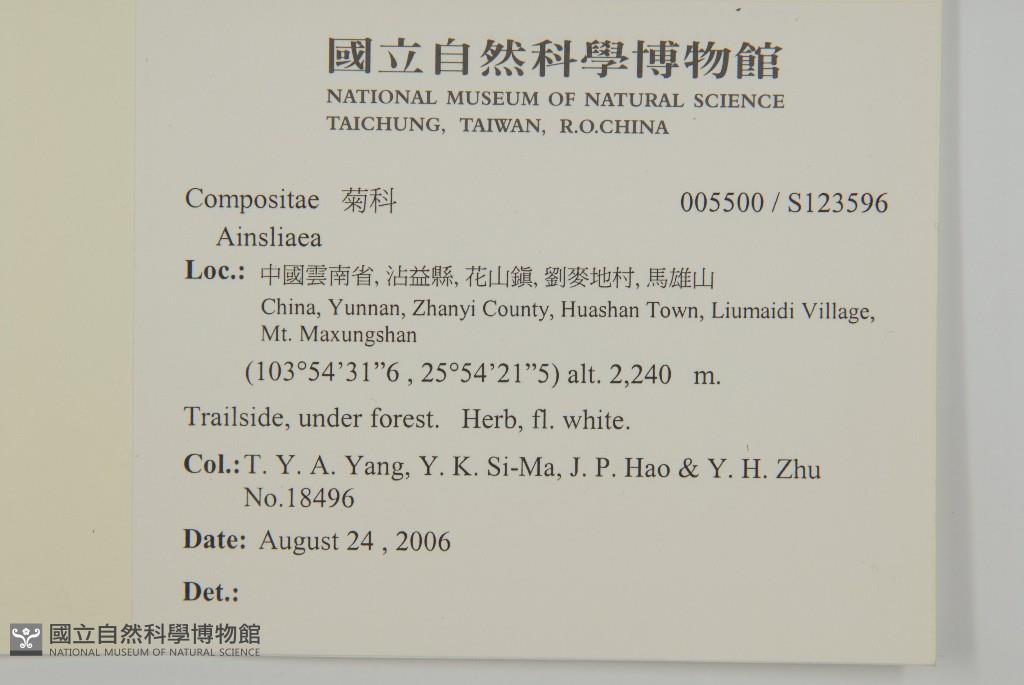 國立自然科學博物館
NATIONAL MUSEUM OF NATURAL SCIENCE
TAICHUNG, TAIWAN, R.O.CHINA
Compositae 菊科 005500 / S123596
Ainsliaea
Loc.: 中國雲南省, 沾益縣, 花山鎭, 劉麥地村, 馬雄山
China, Yunnan, Zhanyi County, Huashan Town, Liumaidi Village,
Mt. Maxungshan
(103°54’31”6 , 25°54’21”5) alt. 2,240 m.
Trailside, under forest. Herb, fl. white.
Col.: T. Y. A. Yang, Y. K. Si-Ma, J. P. Hao & Y. H. Zhu
No.18496
Date: August 24 , 2006
Det.:
國立自然科學博物館
NATIONAL MUSEUM OF NATURAL SCIENCE